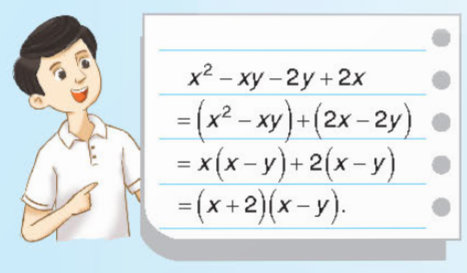 x² – xy – 2y + 2x
= (x² – xy) + (2x – 2y)
= x(x – y) + 2(x – y)
= (x + 2)(x – y).